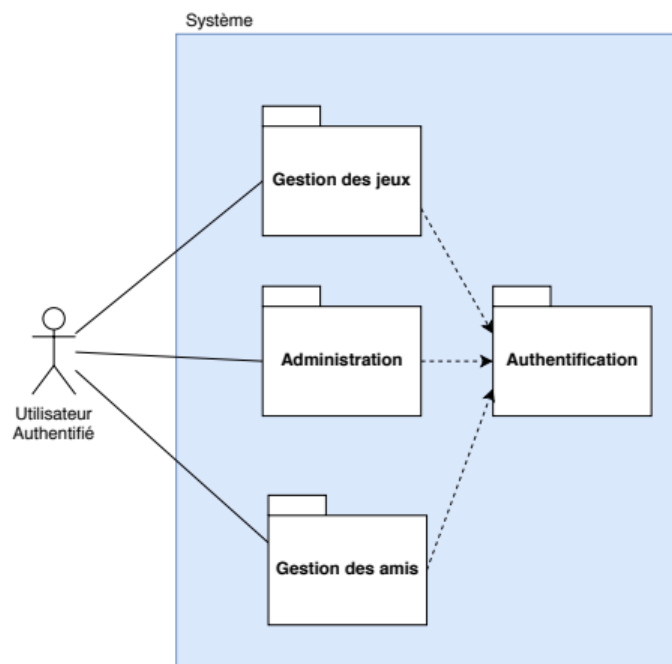 Système
Gestion des jeux
Administration
Authentification
Utilisateur
Authentifié
Gestion des amis